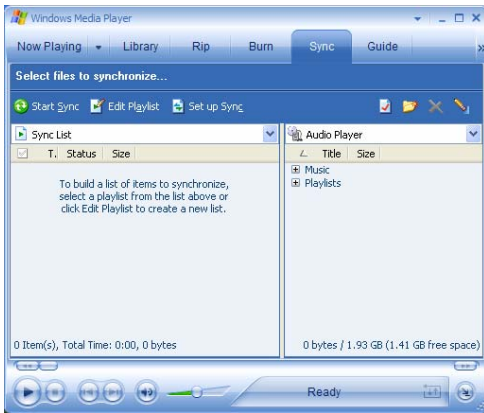 Windows Media Player
Now Playing Library Rip Burn Sync Guide
Select files to synchronize...
Start Sync Edit Playlist Set up Sync
Sync List
Audio Player
T. Status Size
Title Size
To build a list of items to synchronize,
select a playlist from the list above or
click Edit Playlist to create a new list.
Music
Playlists
0 Item(s), Total Time: 0:00, 0 bytes
0 bytes / 1.93 GB (1.41 GB free space)
Ready